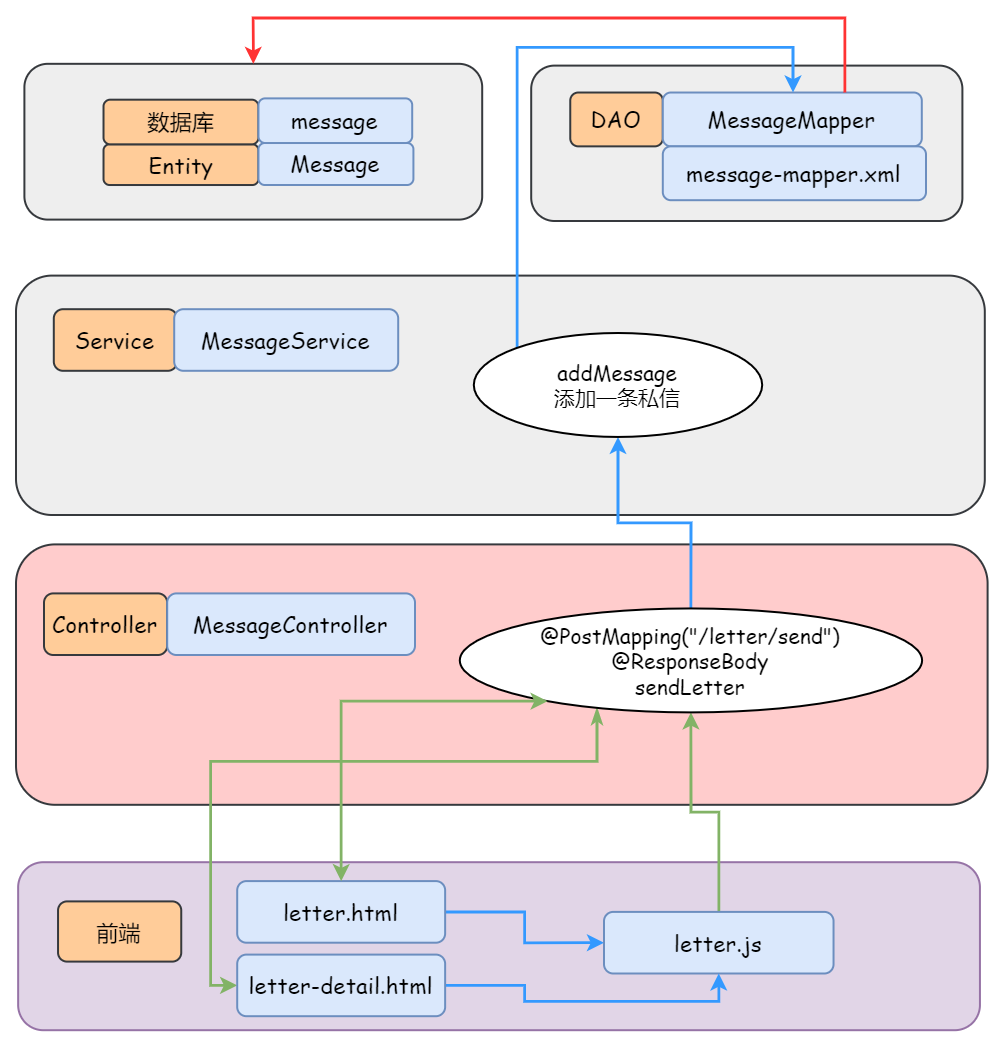 数据库
message
Entity
Message
DAO
MessageMapper
message-mapper.xml
Service
MessageService
addMessage
添加一条私信
Controller
MessageController
@PostMapping("/letter/send")
@ResponseBody
sendLetter
前端
letter.html
letter-detail.html
letter.js